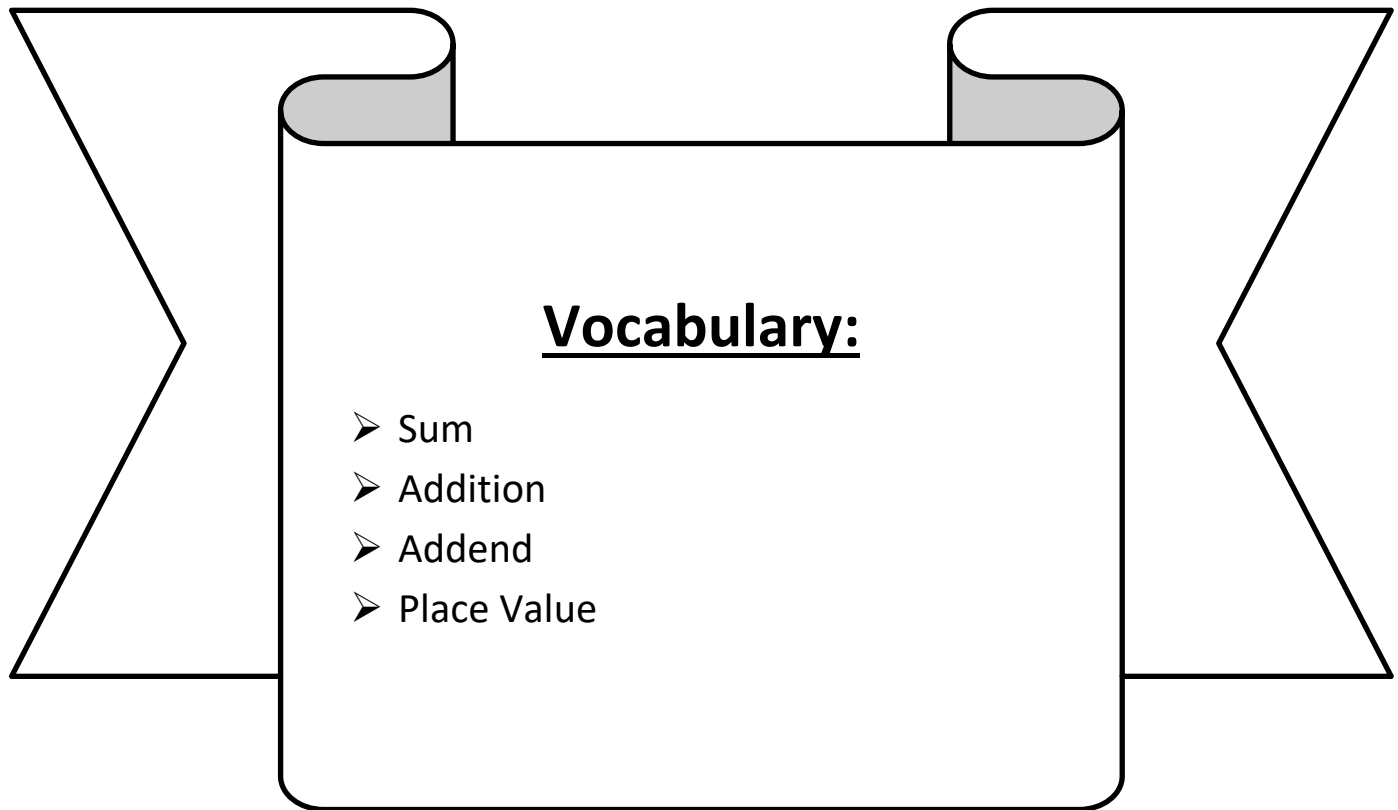 Vocabulary:
➢ Sum
➢ Addition
➢ Addend
➢ Place Value